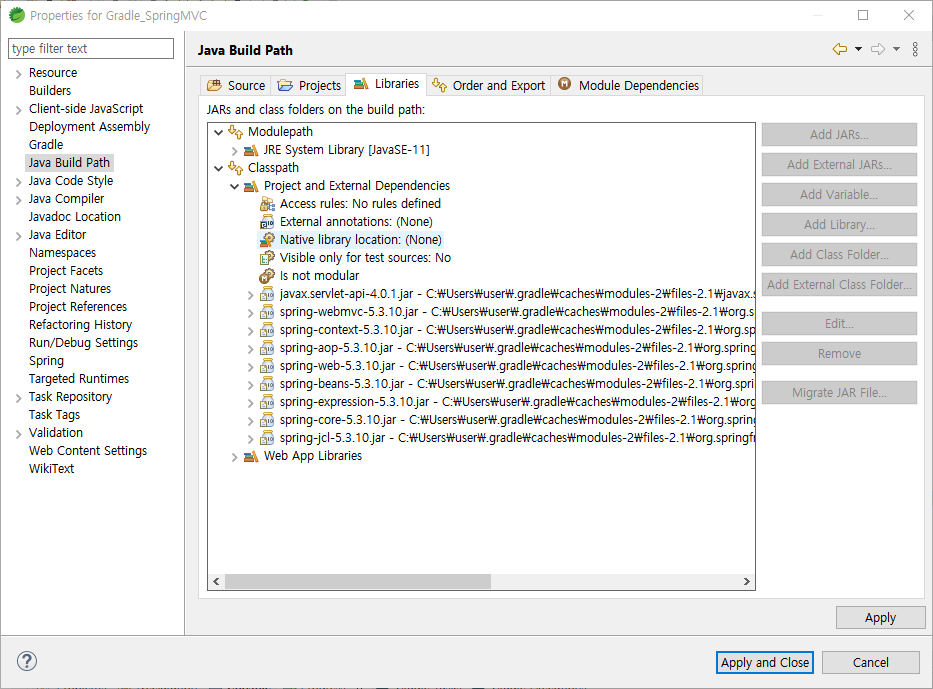 Properties for Gradle_SpringMVC
type filter text
Resource
Builders
Client-side JavaScript
Deployment Assembly
Gradle
Java Build Path
Java Code Style
Java Compiler
Javadoc Location
Java Editor
Namespaces
Project Facets
Project Natures
Project References
Refactoring History
Run/Debug Settings
Spring
Targeted Runtimes
Task Repository
Task Tags
Validation
Web Content Settings
WikiText
Java Build Path
Source
Projects
Libraries
Order and Export
Module Dependencies
JARs and class folders on the build path:
Modulepath
JRE System Library [JavaSE-11]
Classpath
Project and External Dependencies
Access rules: No rules defined
External annotations: (None)
Native library location: (None)
Visible only for test sources: No
Is not modular
javax.servlet-api-4.0.1.jar - C:₩Users₩user₩.gradle₩caches₩modules-2₩files-2.1₩javax.s
spring-webmvc-5.3.10.jar - C:₩Users₩user₩.gradle₩caches₩modules-2₩files-2.1₩org.s
spring-context-5.3.10.jar - C:₩Users₩user₩.gradle₩caches₩modules-2₩files-2.1₩org.sp
spring-aop-5.3.10.jar - C:₩Users₩user₩.gradle₩caches₩modules-2₩files-2.1₩org.spring
spring-web-5.3.10.jar - C:₩Users₩user₩.gradle₩caches₩modules-2₩files-2.1₩org.spring
spring-beans-5.3.10.jar - C:₩Users₩user₩.gradle₩caches₩modules-2₩files-2.1₩org.spri
spring-expression-5.3.10.jar - C:₩Users₩user₩.gradle₩caches₩modules-2₩files-2.1₩org
spring-core-5.3.10.jar - C:₩Users₩user₩.gradle₩caches₩modules-2₩files-2.1₩org.spring
spring-jcl-5.3.10.jar - C:₩Users₩user₩.gradle₩caches₩modules-2₩files-2.1₩org.springfr
Web App Libraries
Add JARs...
Add External JARs...
Add Variable...
Add Library...
Add Class Folder...
Add External Class Folder...
Edit...
Remove
Migrate JAR File...
Apply
Apply and Close
Cancel